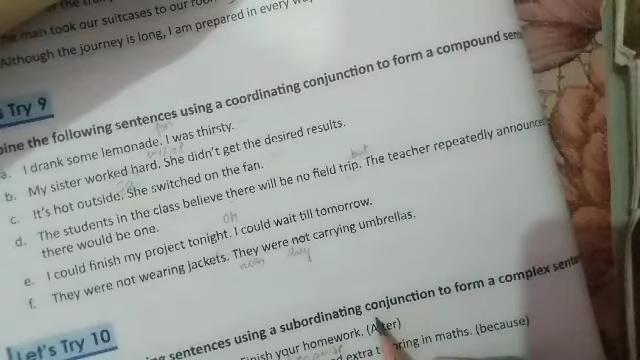 man took our suitcases to our
Although the journey is long, I am prepared in every way
Try 9
the following sentences using a coordinating conjunction to form a compound
a. I drank some lemonade. I was thirsty.
b. My sister worked hard. She didn't get the desired results.
so
c. It's hot outside. She switched on the fan.
but
d. The students in the class believe there will be no field trip. The teacher repeatedly announce
there would be one.
e. I could finish my project tonight. I could wait till tomorrow.
f. They were not wearing jackets. They were not carrying umbrellas.
Let's Try 10
sentences using a subordinating conjunction to form a complex
finish your homework. (After)
extra in maths. (because)